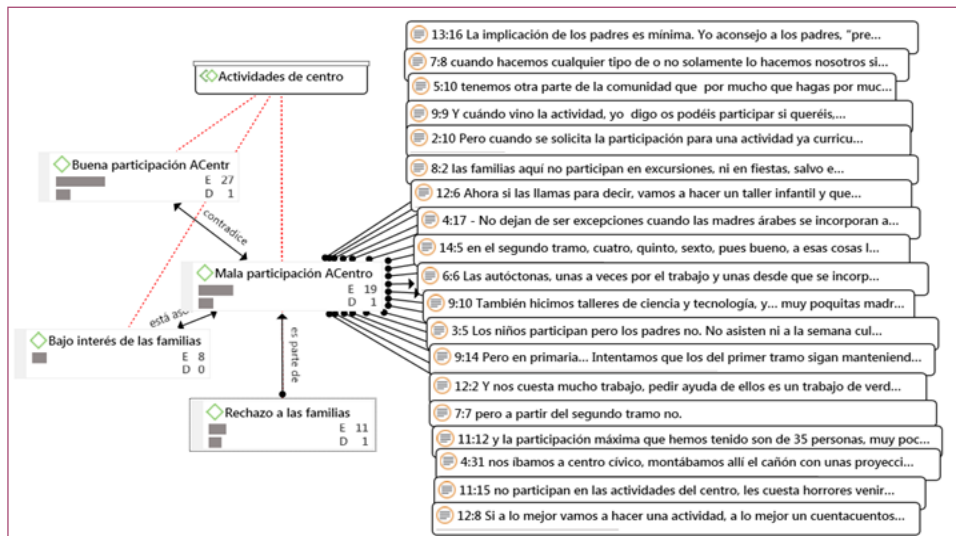 Actividades de centro
Buena participación ACentr
E 27
D 1
contradice
Mala participación ACentro
E 19
D 1
está aso
Bajo interés de las familias
E 8
D 0
es parte de
Rechazo a las familias
E 11
D 1
13:16 La implicación de los padres es mínima. Yo aconsejo a los padres, "pre...
7:8 cuando hacemos cualquier tipo de o no solamente lo hacemos nosotros si...
5:10 tenemos otra parte de la comunidad que por mucho que hagas por muc...
9:9 Y cuándo vino la actividad, yo digo os podéis participar si queréis,...
2:10 Pero cuando se solicita la participación para una actividad ya curricu...
8:2 las familias aquí no participan en excursiones, ni en fiestas, salvo e...
12:6 Ahora si las llamas para decir, vamos a hacer un taller infantil y que...
4:17 - No dejan de ser excepciones cuando las madres árabes se incorporan a...
14:5 en el segundo tramo, cuatro, quinto, sexto, pues bueno, a esas cosas l...
6:6 Las autóctonas, unas a veces por el trabajo y unas desde que se incorp...
9:10 También hicimos talleres de ciencia y tecnología, y... muy poquitas madr...
3:5 Los niños participan pero los padres no. No asisten ni a la semana cul...
9:14 Pero en primaria... Intentamos que los del primer tramo sigan manteniend...
12:2 Y nos cuesta mucho trabajo, pedir ayuda de ellos es un trabajo de verd...
7:7 pero a partir del segundo tramo no.
11:12 y la participación máxima que hemos tenido son de 35 personas, muy poc...
4:31 nos íbamos a centro cívico, montábamos allí el cañón con unas proyecci...
11:15 no participan en las actividades del centro, les cuesta horrores venir...
12:8 Si a lo mejor vamos a hacer una actividad, a lo mejor un cuentacuentos...